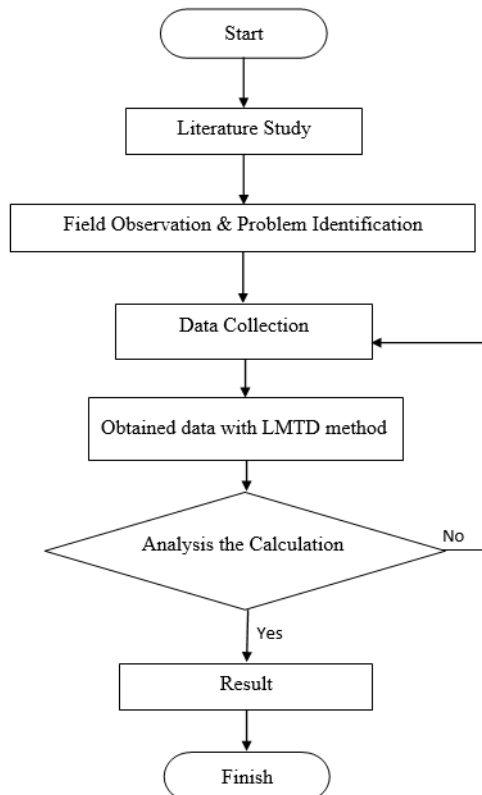 Start
Literature Study
Field Observation & Problem Identification
Data Collection
Obtained data with LMTD method
Analysis the Calculation
No
Yes
Result
Finish